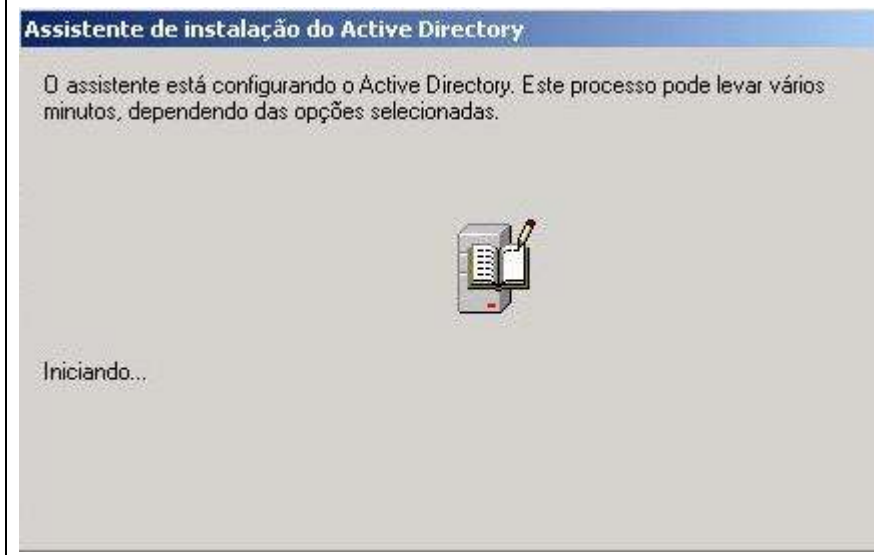 Assistente de instalação do Active Directory
O assistente está configurando o Active Directory. Este processo pode levar vários
minutos, dependendo das opções selecionadas.
Iniciando...